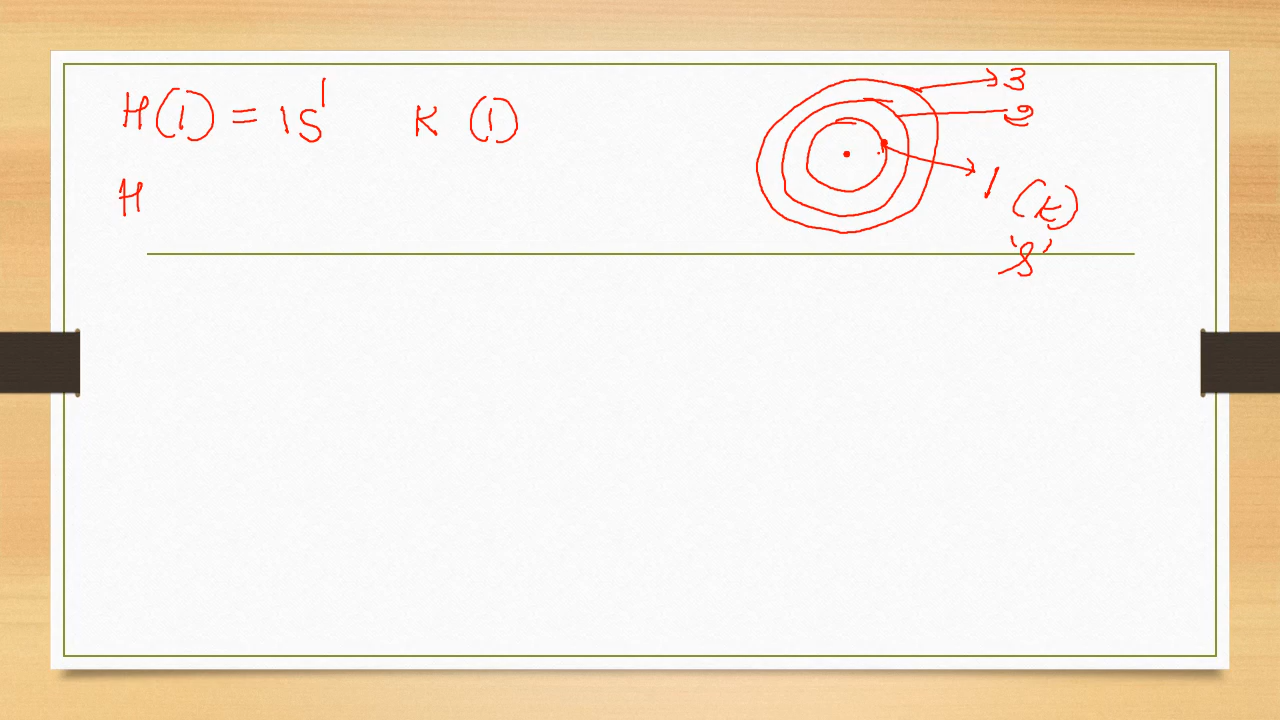 H(1) = 1S¹ K (1)
H
3
2
1 (K)
'S'